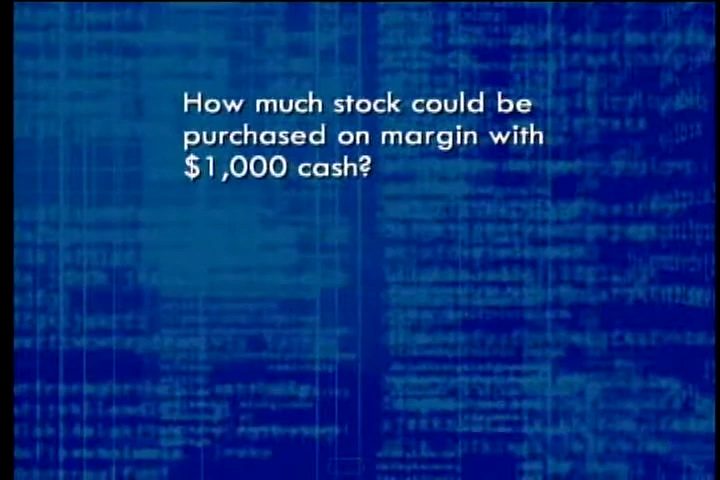 How much stock could be
purchased on margin with
$1,000 cash?